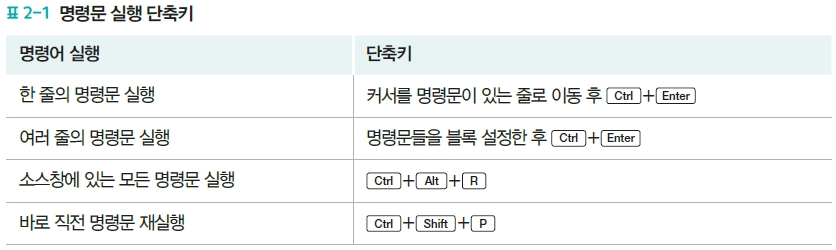 표 2-1 명령문 실행 단축키
명령어 실행 단축키
한 줄의 명령문 실행 커서를 명령문이 있는 줄로 이동 후 Ctrl+Enter
여러 줄의 명령문 실행 명령문들을 블록 설정한 후 Ctrl+Enter
소스창에 있는 모든 명령문 실행 Ctrl+Alt+R
바로 직전 명령문 재실행 Ctrl+Shift+P